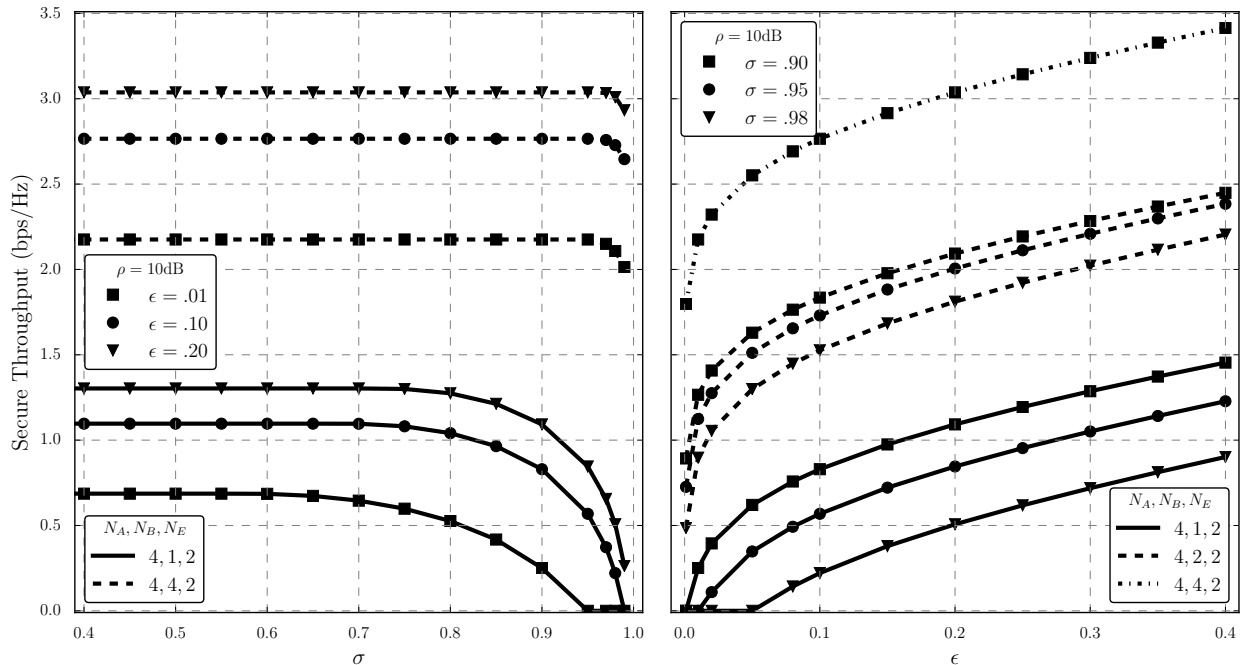 Secure Throughput (bps/Hz)
3.5
3.0
2.5
2.0
1.5
1.0
0.5
0.0
ρ = 10dB
ϵ = .01
ϵ = .10
ϵ = .20
N_A, N_B, N_E
4, 1, 2
4, 4, 2
0.4 0.5 0.6 0.7 0.8 0.9 1.0
σ
ρ = 10dB
σ = .90
σ = .95
σ = .98
N_A, N_B, N_E
4, 1, 2
4, 2, 2
4, 4, 2
0.0 0.1 0.2 0.3 0.4
ϵ